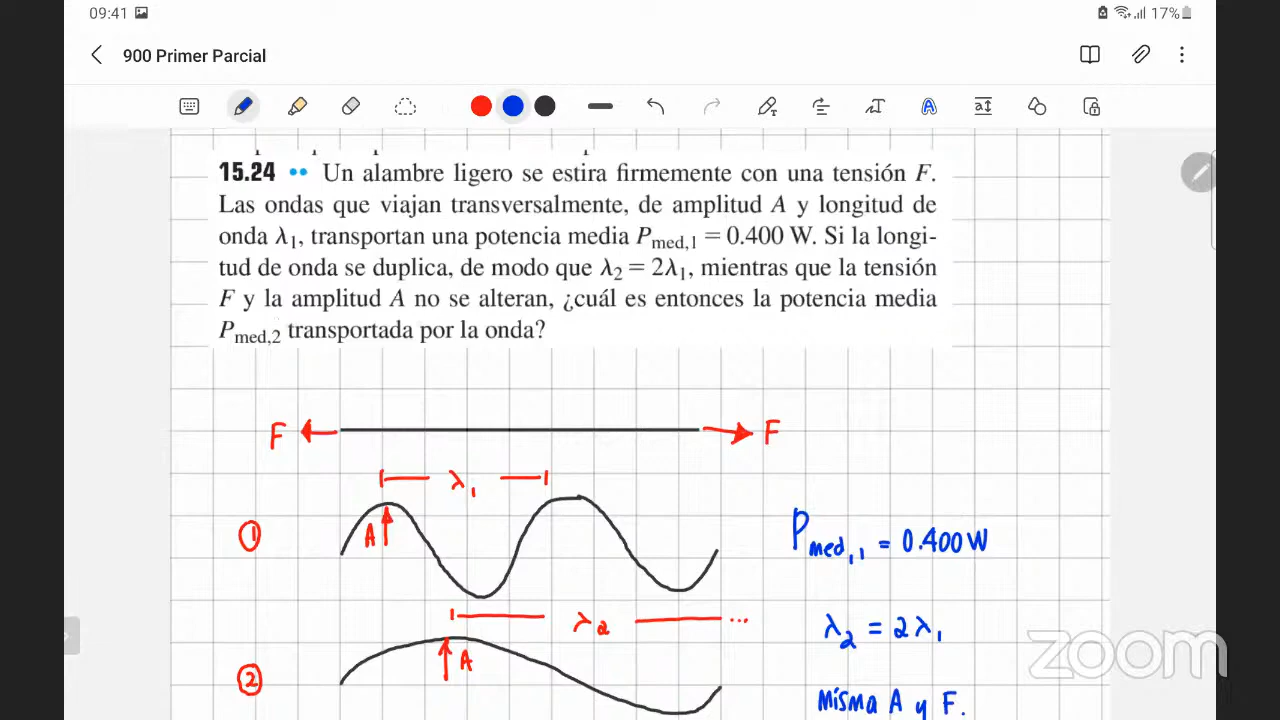 09:41 17%
900 Primer Parcial
15.24 •• Un alambre ligero se estira firmemente con una tensión F.
Las ondas que viajan transversalmente, de amplitud A y longitud de
onda λ1, transportan una potencia media Pmed,1 = 0.400 W. Si la longi-
tud de onda se duplica, de modo que λ2 = 2λ1, mientras que la tensión
F y la amplitud A no se alteran, ¿cuál es entonces la potencia media
Pmed,2 transportada por la onda?
F F
λ1
① A
Pmed,1 = 0.400 W
λ2 ...
λ2 = 2λ1
② A
misma A y F.
zoom